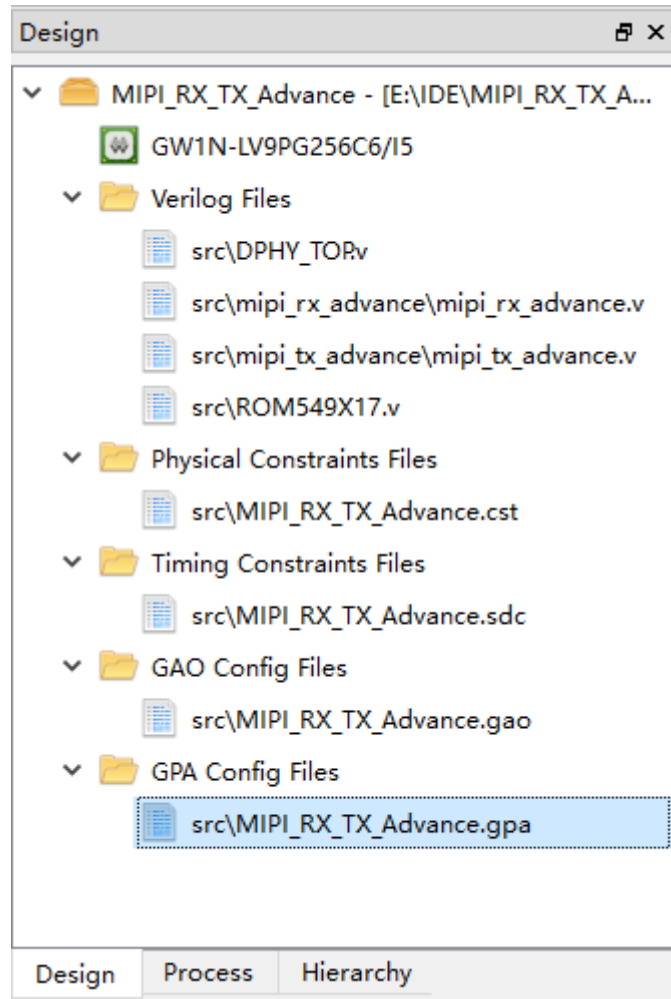 Design
MIPI_RX_TX_Advance - [E:\IDE\MIPI_RX_TX_A...
GW1N-LV9PG256C6/I5
Verilog Files
src\DPHY_TOP.v
src\mipi_rx_advance\mipi_rx_advance.v
src\mipi_tx_advance\mipi_tx_advance.v
src\ROM549X17.v
Physical Constraints Files
src\MIPI_RX_TX_Advance.cst
Timing Constraints Files
src\MIPI_RX_TX_Advance.sdc
GAO Config Files
src\MIPI_RX_TX_Advance.gao
GPA Config Files
src\MIPI_RX_TX_Advance.gpa
Design Process Hierarchy